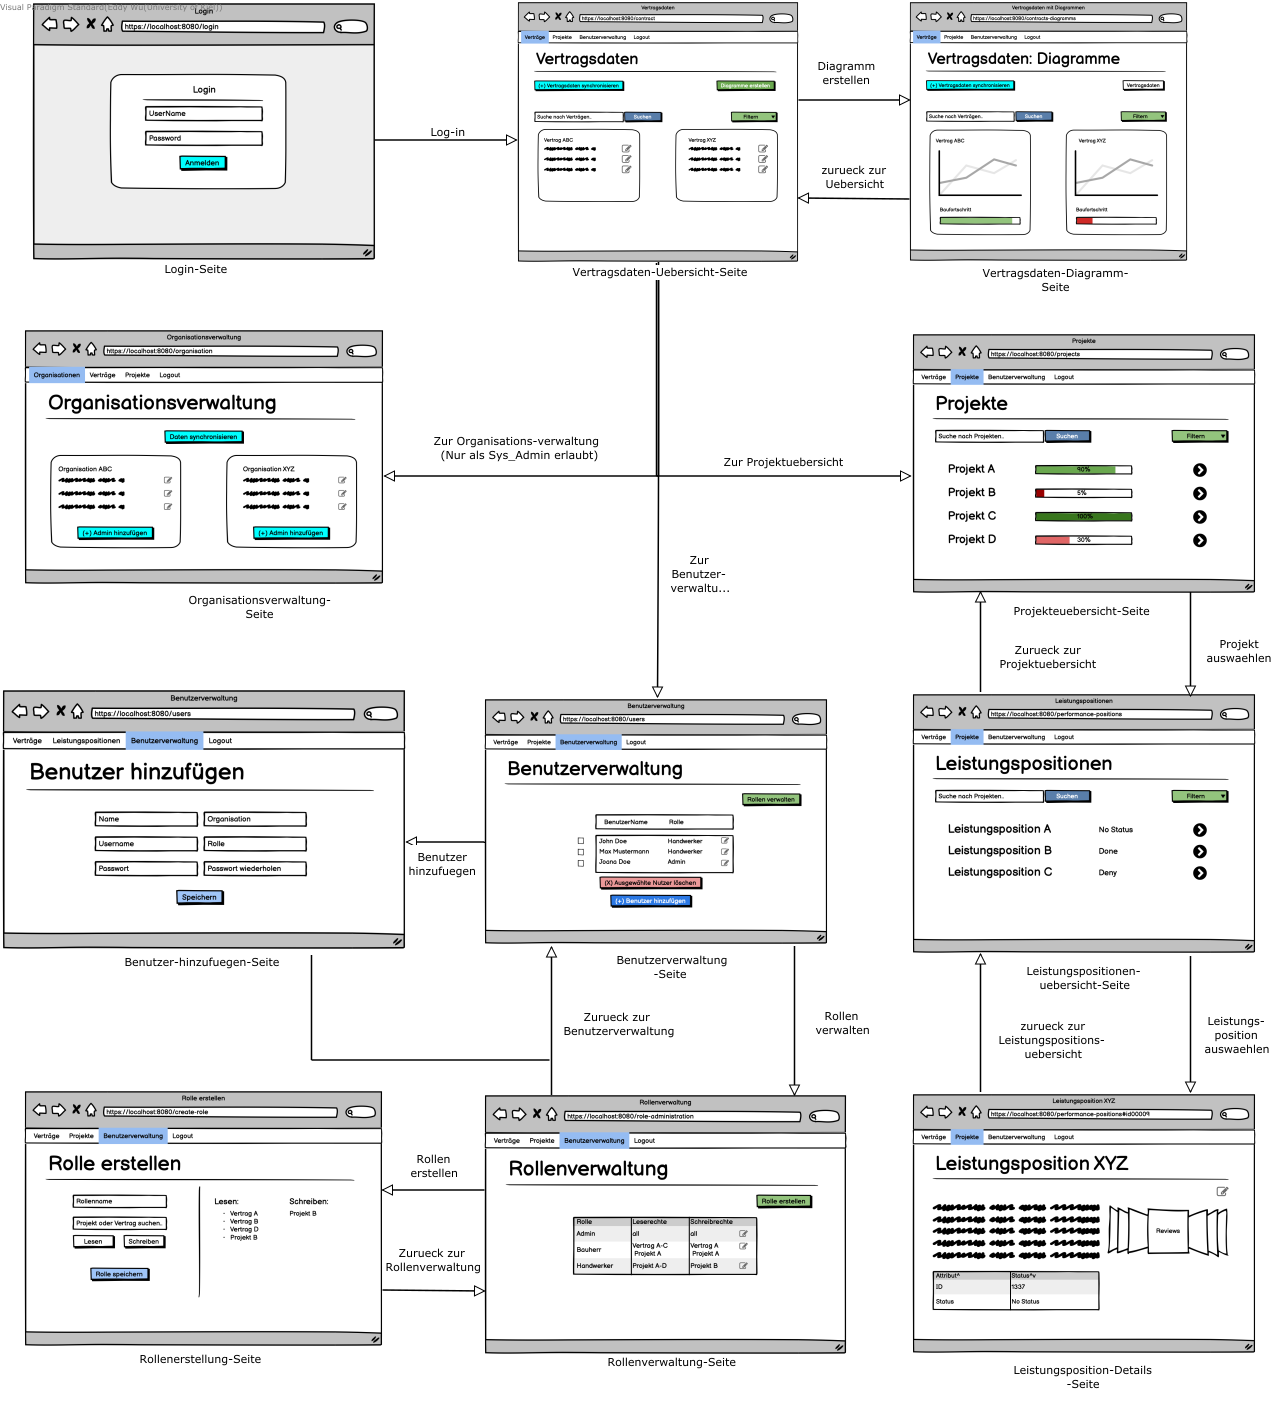 Visual Paradigm Standard(Eddy Wu(University of Kiel))
Login
https://localhost:8080/login
Login
UserName
Password
Anmelden
Login-Seite
Log-in
Vertragsdaten
https://localhost:8080/contract
Verträge Projekte Benutzerverwaltung Logout
Vertragsdaten
(+) Vertragsdaten synchronisieren
Diagramme erstellen
Suche nach Verträgen..
Suchen
Filtern
Vertrag ABC
Vertrag XYZ
Vertragsdaten-Uebersicht-Seite
Diagramm
erstellen
zurueck zur
Uebersicht
Vertragsdaten mit Diagrammen
https://localhost:8080/contracts-diagramms
Verträge Projekte Benutzerverwaltung Logout
Vertragsdaten: Diagramme
(+) Vertragsdaten synchronisieren
Vertragsdaten
Suche nach Verträgen..
Suchen
Filtern
Vertrag ABC
Baufortschritt
Vertrag XYZ
Baufortschritt
Vertragsdaten-Diagramm-
Seite
Organisationsverwaltung
https://localhost:8080/organisation
Organisationen Verträge Projekte Logout
Organisationsverwaltung
Daten synchronisieren
Organisation ABC
(+) Admin hinzufügen
Organisation XYZ
(+) Admin hinzufügen
Organisationsverwaltung-
Seite
Zur Organisations-verwaltung
(Nur als Sys_Admin erlaubt)
Zur Projektuebersicht
Zur
Benutzer-
verwaltu...
Projekte
https://localhost:8080/projects
Verträge Projekte Benutzerverwaltung Logout
Projekte
Suche nach Projekten..
Suchen
Filtern
Projekt A 90%
Projekt B 5%
Projekt C 100%
Projekt D 30%
Projekteuebersicht-Seite
Zurueck zur
Projektuebersicht
Projekt
auswaehlen
Benutzerverwaltung
https://localhost:8080/users
Verträge Leistungspositionen Benutzerverwaltung Logout
Benutzer hinzufügen
Name Organisation
Username Rolle
Passwort Passwort wiederholen
Speichern
Benutzer-hinzufuegen-Seite
Benutzer
hinzufuegen
Benutzerverwaltung
https://localhost:8080/users
Verträge Projekte Benutzerverwaltung Logout
Benutzerverwaltung
Rollen verwalten
BenutzerName Rolle
John Doe Handwerker
Max Mustermann Handwerker
Joana Doe Admin
(X) Ausgewählte Nutzer löschen
(+) Benutzer hinzufügen
Benutzerverwaltung
-Seite
Zurueck zur
Benutzerverwaltung
Rollen
verwalten
Leistungspositionen
https://localhost:8080/performance-positions
Verträge Projekte Benutzerverwaltung Logout
Leistungspositionen
Suche nach Projekten..
Suchen
Filtern
Leistungsposition A No Status
Leistungsposition B Done
Leistungsposition C Deny
Leistungspositionen-
uebersicht-Seite
zurueck zur
Leistungspositions-
uebersicht
Leistungs-
position
auswaehlen
Rolle erstellen
https://localhost:8080/create-role
Verträge Projekte Benutzerverwaltung Logout
Rolle erstellen
Rollenname
Projekt oder Vertrag suchen..
Lesen Schreiben
Rolle speichern
Lesen:
- Vertrag A
- Vertrag B
- Vertrag D
- Projekt B
Schreiben:
Projekt B
Rollenerstellung-Seite
Rollen
erstellen
Zurueck zur
Rollenverwaltung
Rollenverwaltung
https://localhost:8080/role-administration
Verträge Projekte Benutzerverwaltung Logout
Rollenverwaltung
Rolle erstellen
Rolle Leserechte Schreibrechte
Admin all all
Bauherr Vertrag A-C Vertrag A
Projekt A Projekt A
Handwerker Projekt A-D Projekt B
Rollenverwaltung-Seite
Leistungsposition XYZ
https://localhost:8080/performance-positions#id00009
Verträge Projekte Benutzerverwaltung Logout
Leistungsposition XYZ
Reviews
Attribut^ Status^v
ID 1337
Status No Status
Leistungsposition-Details
-Seite